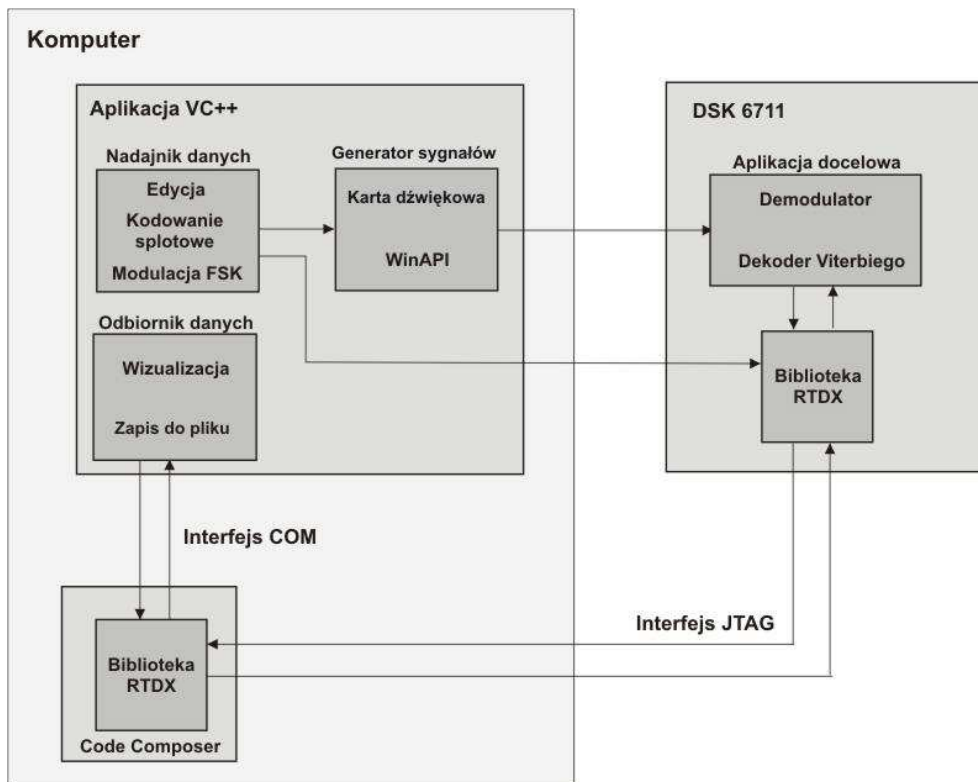 Komputer
Aplikacja VC++
Nadajnik danych
Edycja
Kodowanie
splotowe
Modulacja FSK
Generator sygnałów
Karta dźwiękowa
WinAPI
Odbiornik danych
Wizualizacja
Zapis do pliku
Interfejs COM
Biblioteka
RTDX
Code Composer
DSK 6711
Aplikacja docelowa
Demodulator
Dekoder Viterbiego
Biblioteka
RTDX
Interfejs JTAG